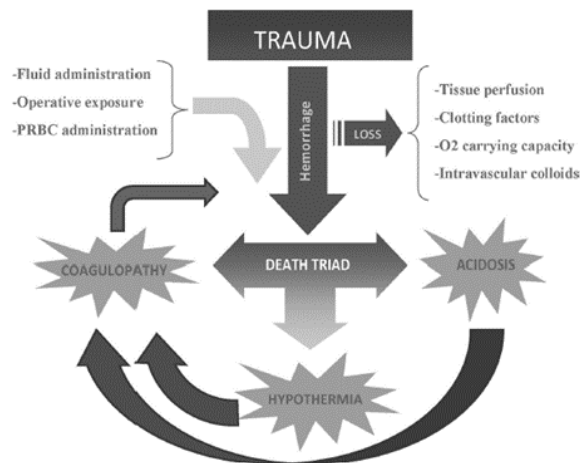 TRAUMA
-Fluid administration
-Operative exposure
-PRBC administration
Hemorrhage
LOSS
-Tissue perfusion
-Clotting factors
-O2 carrying capacity
-Intravascular colloids
COAGULOPATHY
DEATH TRIAD
ACIDOSIS
HYPOTHERMIA